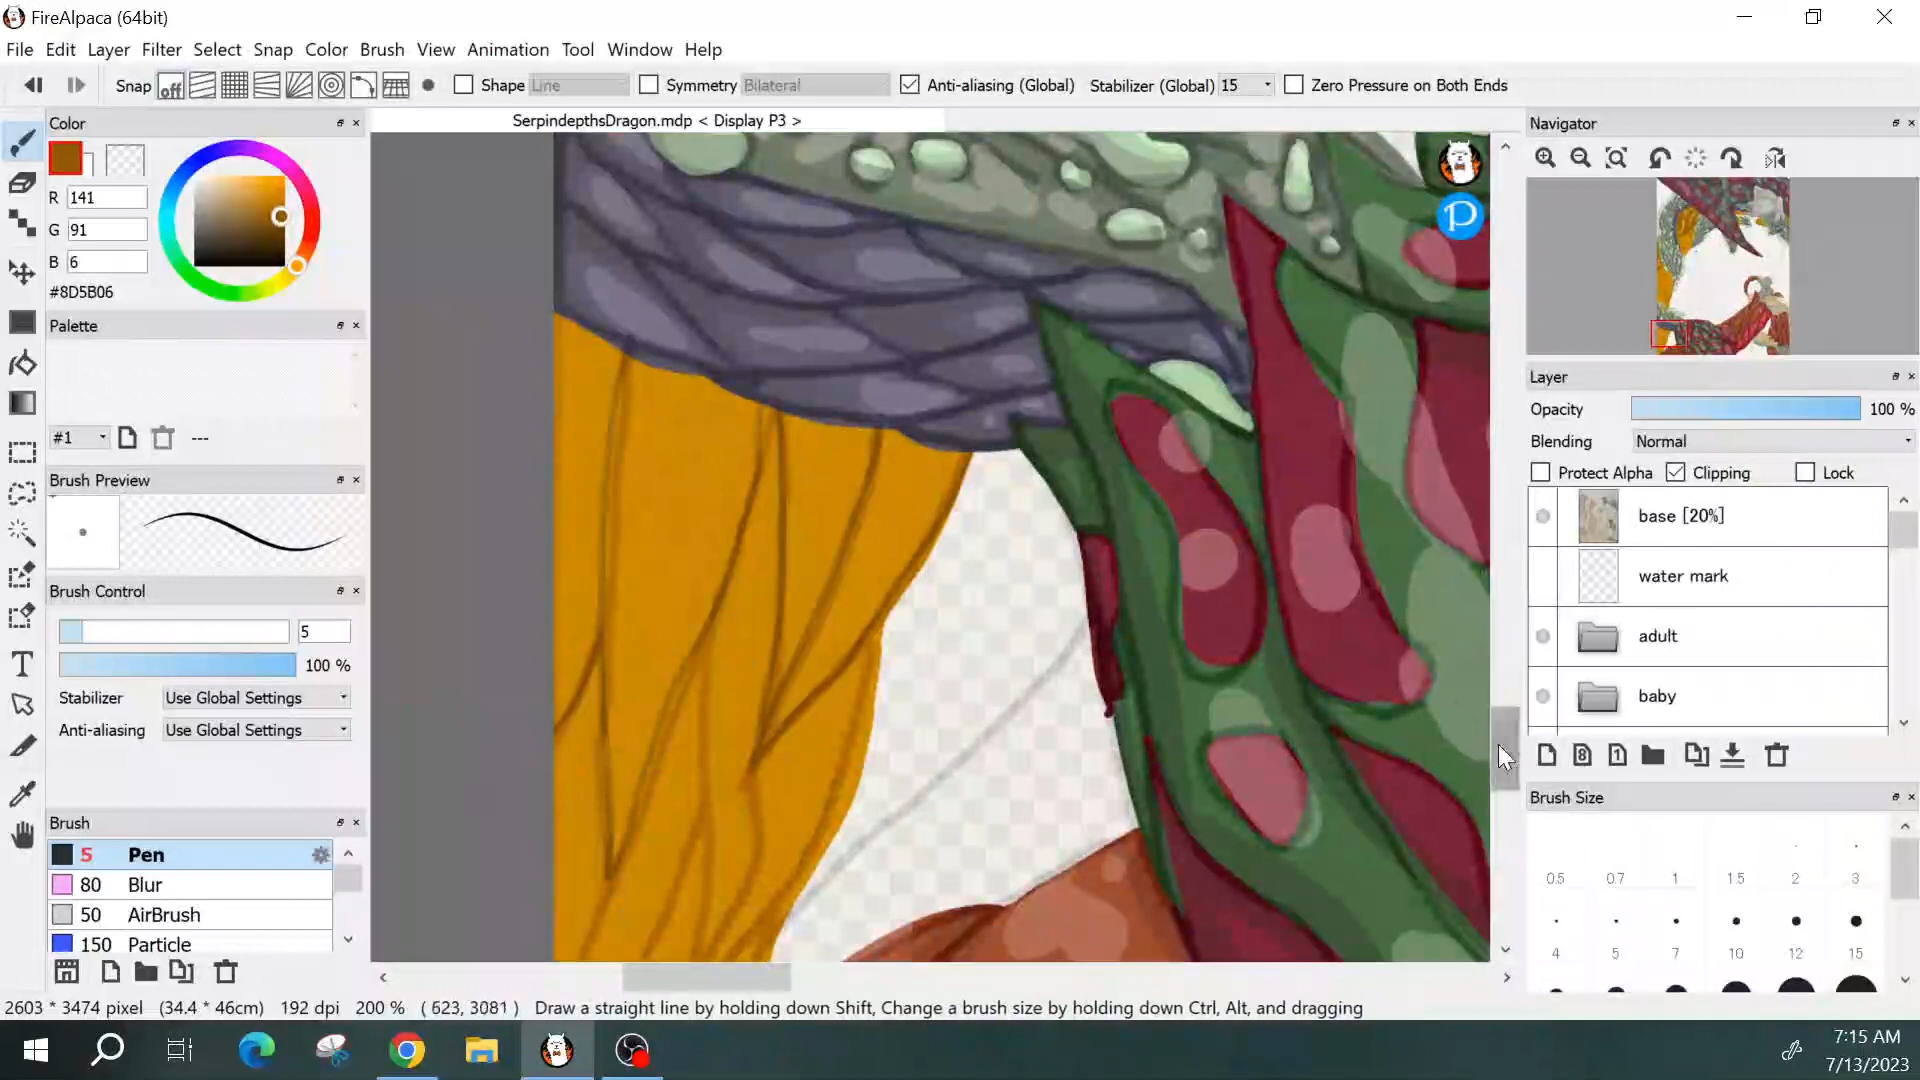 FireAlpaca (64bit)
File Edit Layer Filter Select Snap Color Brush View Animation Tool Window Help
Snap off Shape Line Symmetry Bilateral Anti-aliasing (Global) Stabilizer (Global) 15 Zero Pressure on Both Ends
Color
SerpindepthsDragon.mdp < Display P3 >
Navigator
R 141
G 91
B 6
#8D5B06
Palette
#1 ---
Brush Preview
Brush Control
5
100 %
Stabilizer Use Global Settings
Anti-aliasing Use Global Settings
Brush
5 Pen
80 Blur
50 AirBrush
150 Particle
P
Layer
Opacity 100 %
Blending Normal
Protect Alpha Clipping Lock
base [20%]
water mark
adult
baby
8 1
Brush Size
0.5 0.7 1 1.5 2 3
4 5 7 10 12 15
2603 * 3474 pixel (34.4 * 46cm) 192 dpi 200 % ( 623, 3081 ) Draw a straight line by holding down Shift, Change a brush size by holding down Ctrl, Alt, and dragging
7:15 AM
7/13/2023